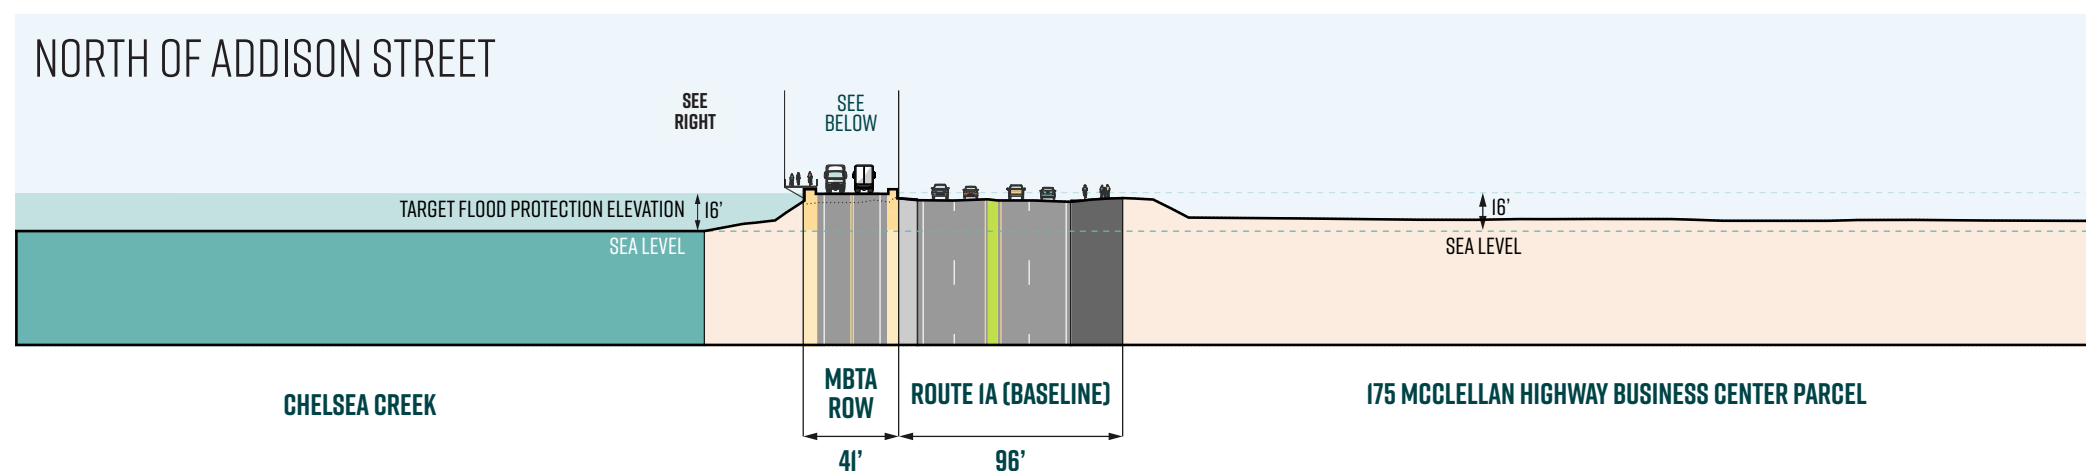 NORTH OF ADDISON STREET
SEE
RIGHT
SEE
BELOW
TARGET FLOOD PROTECTION ELEVATION
16'
16'
SEA LEVEL
SEA LEVEL
CHELSEA CREEK
MBTA
ROW
ROUTE 1A (BASELINE)
175 MCCLELLAN HIGHWAY BUSINESS CENTER PARCEL
41'
96'